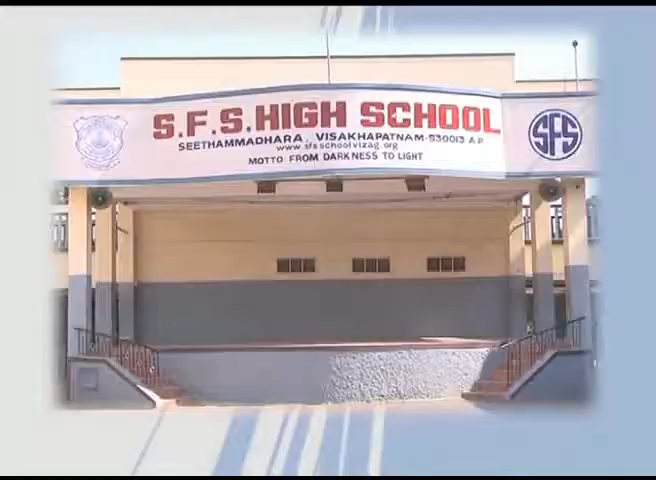 S.F.S. HIGH SCHOOL
SEETHAMMADHARA, VISAKHAPATNAM-530013 A.P
www.sfsschoolvizag.org
MOTTO FROM DARKNESS TO LIGHT
SFS